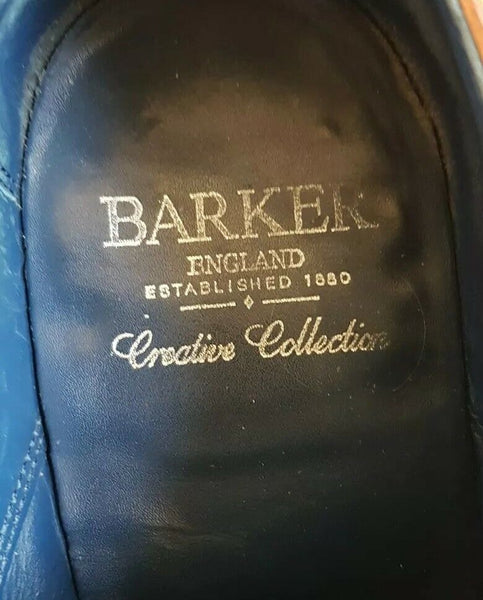 BARKER
ENGLAND
ESTABLISHED 1880
Creative Collection